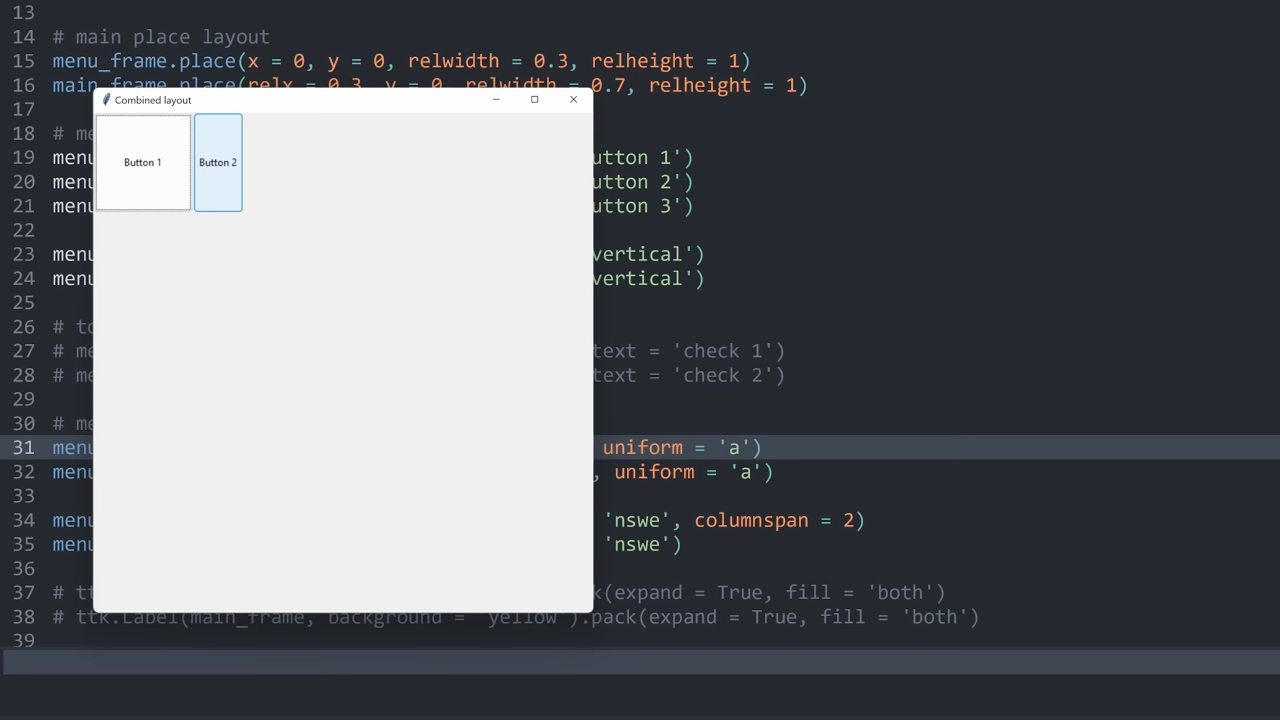 13
14 # main place layout
15 menu_frame.place(x = 0, y = 0, relwidth = 0.3, relheight = 1)
16 main_frame.place(relx = 0.3, y = 0, relwidth = 0.7, relheight = 1)
Combined layout
17
18 # me
19 menu utton 1')
Button 1 Button 2
20 menu utton 2')
21 menu utton 3')
22
23 menu vertical')
24 menu vertical')
25
26 # to
27 # me text = 'check 1')
28 # me text = 'check 2')
29
30 # me
31 menu uniform = 'a')
32 menu , uniform = 'a')
33
34 menu 'nswe', columnspan = 2)
35 menu 'nswe')
36
37 # tt k(expand = True, fill = 'both')
38 # ttk.Label(main_frame, background = 'yellow').pack(expand = True, fill = 'both')
39